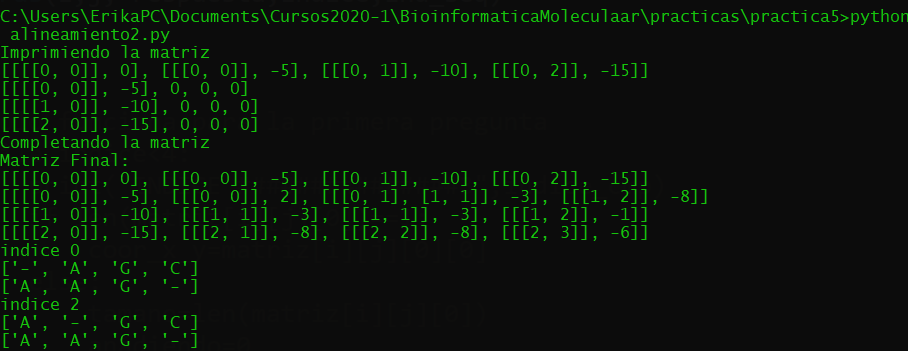 C:\Users\ErikaPC\Documents\Cursos2020-1\BioinformaticaMoleculaar\practicas\practica5>python
 alineamiento2.py
Imprimiendo la matriz
[[[[0, 0]], 0], [[[0, 0]], -5], [[[0, 1]], -10], [[[0, 2]], -15]]
[[[[0, 0]], -5], 0, 0, 0]
[[[[1, 0]], -10], 0, 0, 0]
[[[[2, 0]], -15], 0, 0, 0]
Completando la matriz
Matriz Final:
[[[[0, 0]], 0], [[[0, 0]], -5], [[[0, 1]], -10], [[[0, 2]], -15]]
[[[[0, 0]], -5], [[[0, 0]], 2], [[[0, 1], [1, 1]], -3], [[[1, 2]], -8]]
[[[[1, 0]], -10], [[[1, 1]], -3], [[[1, 1]], -3], [[[1, 2]], -1]]
[[[[2, 0]], -15], [[[2, 1]], -8], [[[2, 2]], -8], [[[2, 3]], -6]]
indice 0
['-', 'A', 'G', 'C']
['A', 'A', 'G', '-']
indice 2
['A', '-', 'G', 'C']
['A', 'A', 'G', '-']